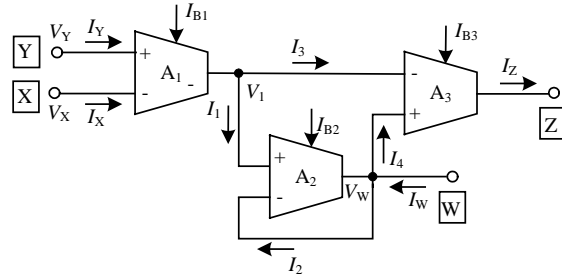 Y V_Y I_Y I_B1
+ A_1 -
X V_X I_X -
I_3 I_B3
- A_3 + I_Z Z
I_1 V_1 I_B2
+ A_2 -
I_4
V_W I_W W
I_2